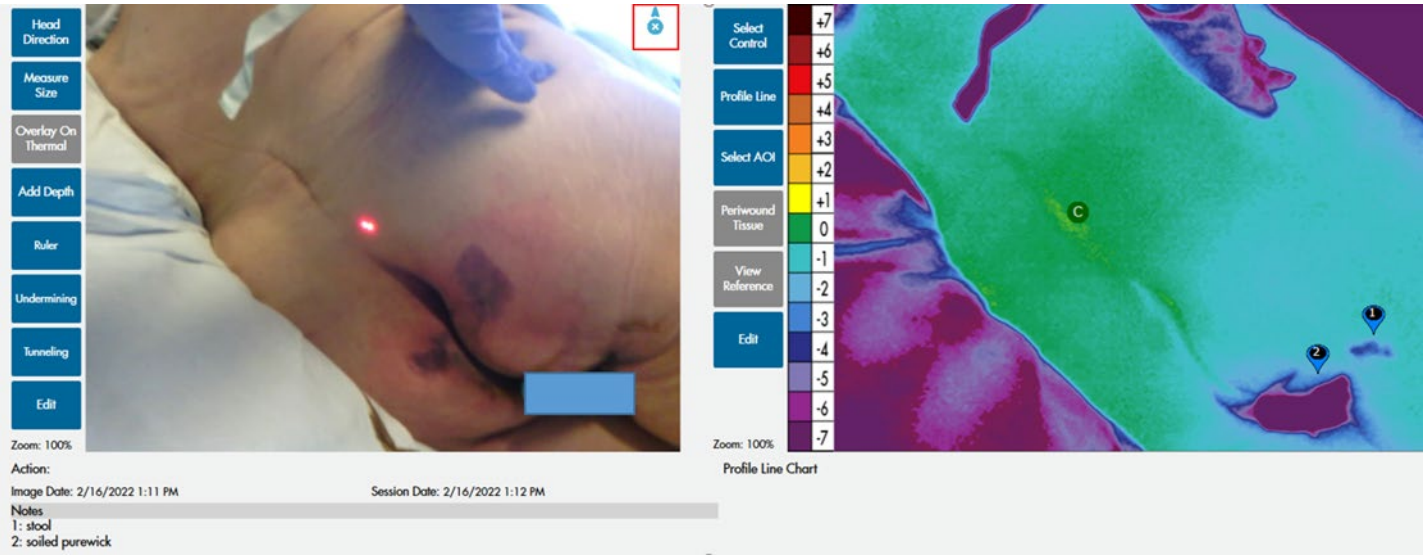 Head
Direction
Measure
Size
Overlay On
Thermal
Add Depth
Ruler
Undermining
Tunneling
Edit
Zoom: 100%
Select
Control
Profile Line
Select AOI
Periwound
Tissue
View
Reference
Edit
Zoom: 100%
+7
+6
+5
+4
+3
+2
+1
0
-1
-2
-3
-4
-5
-6
-7
C
1
2
Action:
Profile Line Chart
Image Date: 2/16/2022 1:11 PM
Session Date: 2/16/2022 1:12 PM
Notes
1: stool
2: soiled purewick